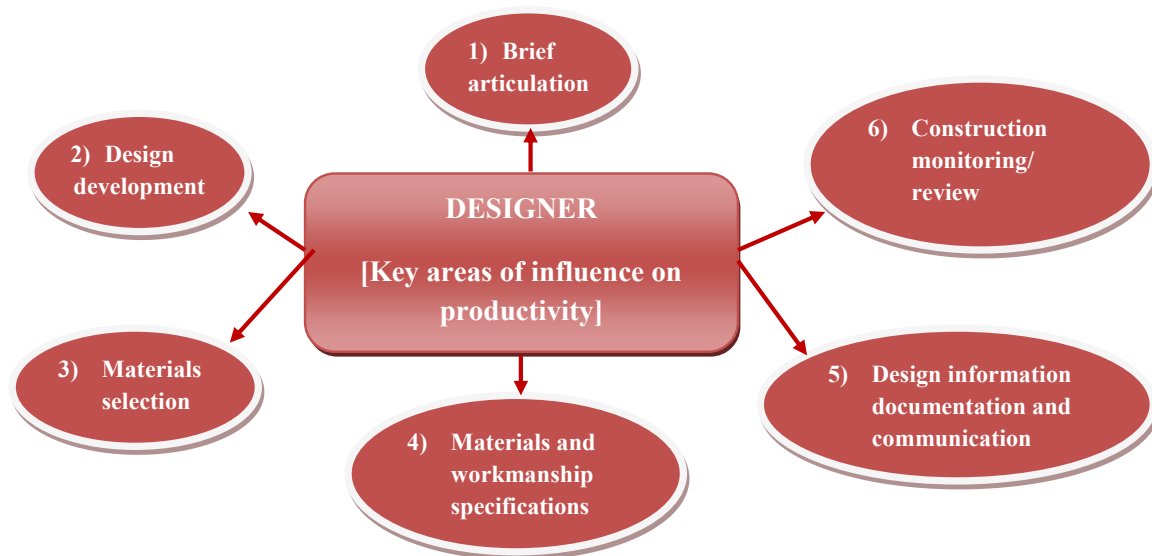 1) Brief
articulation
2) Design
development
6) Construction
monitoring/
review
DESIGNER
[Key areas of influence on
productivity]
3) Materials
selection
5) Design information
documentation and
communication
4) Materials and
workmanship
specifications